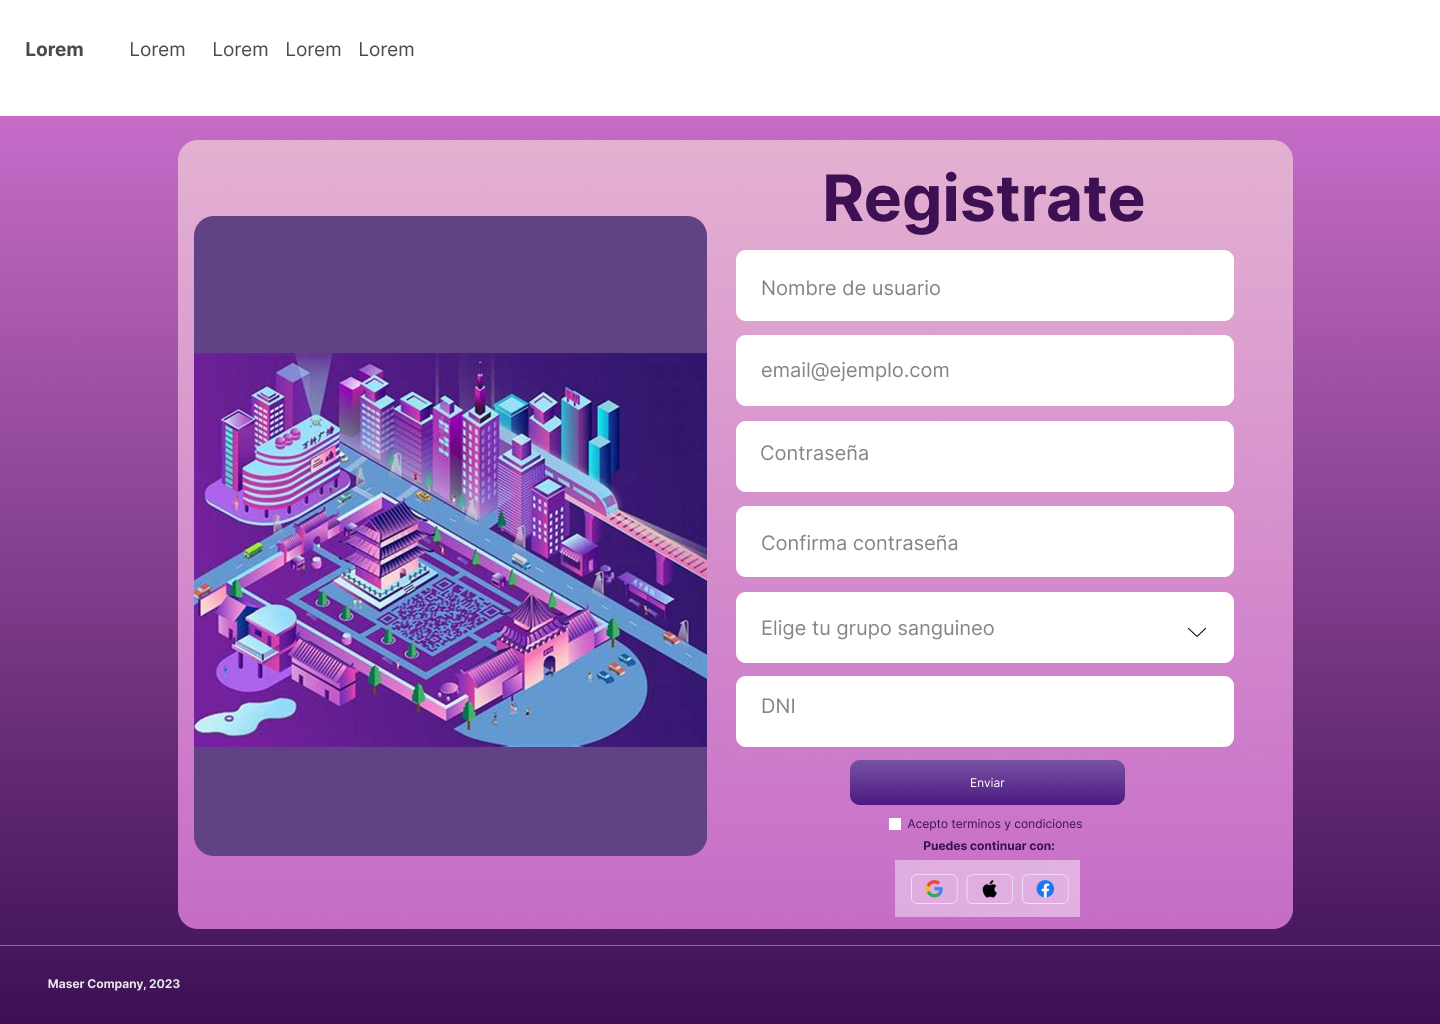 Lorem Lorem Lorem Lorem Lorem
Registrate
Nombre de usuario
email@ejemplo.com
Contraseña
Confirma contraseña
Elige tu grupo sanguineo
DNI
Enviar
Acepto terminos y condiciones
Puedes continuar con:
Maser Company, 2023